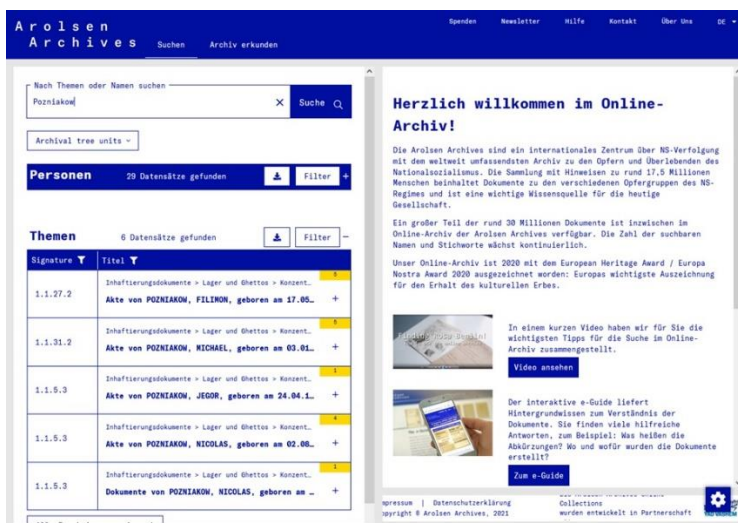 Arolsen
Archives
Suchen
Archiv erkunden
Spenden
Newsletter
Hilfe
Kontakt
Über Uns
DE
Nach Themen oder Namen suchen
Pozniakow
Suche
Archival tree units
Personen
29 Datensätze gefunden
Filter
Themen
6 Datensätze gefunden
Filter
Signature
Titel
1.1.27.2
Inhaftierungsdokumente > Lager und Ghettos > Konzent…
5
Akte von POZNIAKOW, FILIMON, geboren am 17.05…
1.1.31.2
Inhaftierungsdokumente > Lager und Ghettos > Konzent…
5
Akte von POZNIAKOW, MICHAEL, geboren am 03.01…
1.1.5.3
Inhaftierungsdokumente > Lager und Ghettos > Konzent…
1
Akte von POZNIAKOW, JEGOR, geboren am 24.04.1…
1.1.5.3
Inhaftierungsdokumente > Lager und Ghettos > Konzent…
4
Akte von POZNIAKOW, NICOLAS, geboren am 02.08…
1.1.5.3
Inhaftierungsdokumente > Lager und Ghettos > Konzent…
1
Dokumente von POZNIAKOW, NICOLAS, geboren am …
Herzlich willkommen im Online-
Archiv!
Die Arolsen Archives sind ein internationales Zentrum über NS-Verfolgung
mit dem weltweit umfassendsten Archiv zu den Opfern und Überlebenden des
Nationalsozialismus. Die Sammlung mit Hinweisen zu rund 17,5 Millionen
Menschen beinhaltet Dokumente zu den verschiedenen Opfergruppen des NS-
Regimes und ist eine wichtige Wissensquelle für die heutige
Gesellschaft.
Ein großer Teil der rund 30 Millionen Dokumente ist inzwischen im
Online-Archiv der Arolsen Archives verfügbar. Die Zahl der suchbaren
Namen und Stichworte wächst kontinuierlich.
Unser Online-Archiv ist 2020 mit dem European Heritage Award / Europa
Nostra Award 2020 ausgezeichnet worden: Europas wichtigste Auszeichnung
für den Erhalt des kulturellen Erbes.
In einem kurzen Video haben wir für Sie die
wichtigsten Tipps für die Suche im Online-
Archiv zusammengestellt.
Video ansehen
Der interaktive e-Guide liefert
Hintergrundwissen zum Verständnis der
Dokumente. Sie finden viele hilfreiche
Antworten, zum Beispiel: Was heißen die
Abkürzungen? Wo und wofür wurden die Dokumente
erstellt?
Zum e-Guide
mpressum | Datenschutzerklärung
opyright © Arolsen Archives, 2021
Collections
wurden entwickelt in Partnerschaft